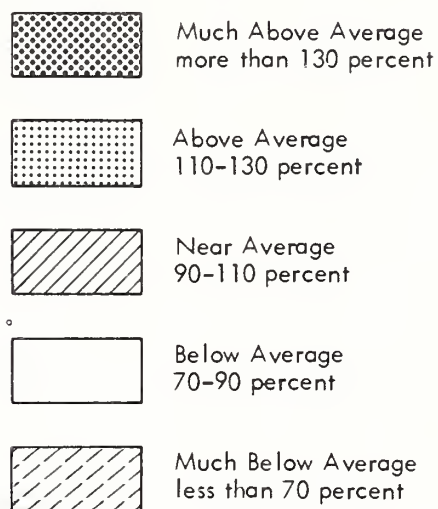 Much Above Average
more than 130 percent
Above Average
110-130 percent
Near Average
90-110 percent
Below Average
70-90 percent
Much Below Average
less than 70 percent